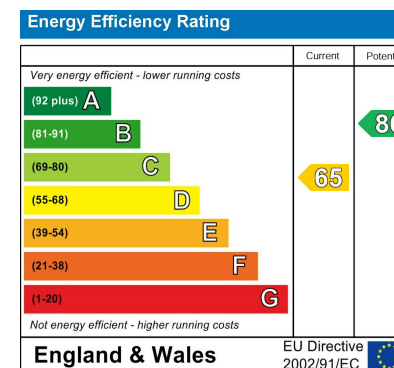 Energy Efficiency Rating
Current
Very energy efficient - lower running costs
(92 plus) A
(81-91) B
(69-80) C
65
(55-68) D
(39-54) E
(21-38) F
(1-20) G
Not energy efficient - higher running costs
England & Wales
EU Directive
2002/91/EC